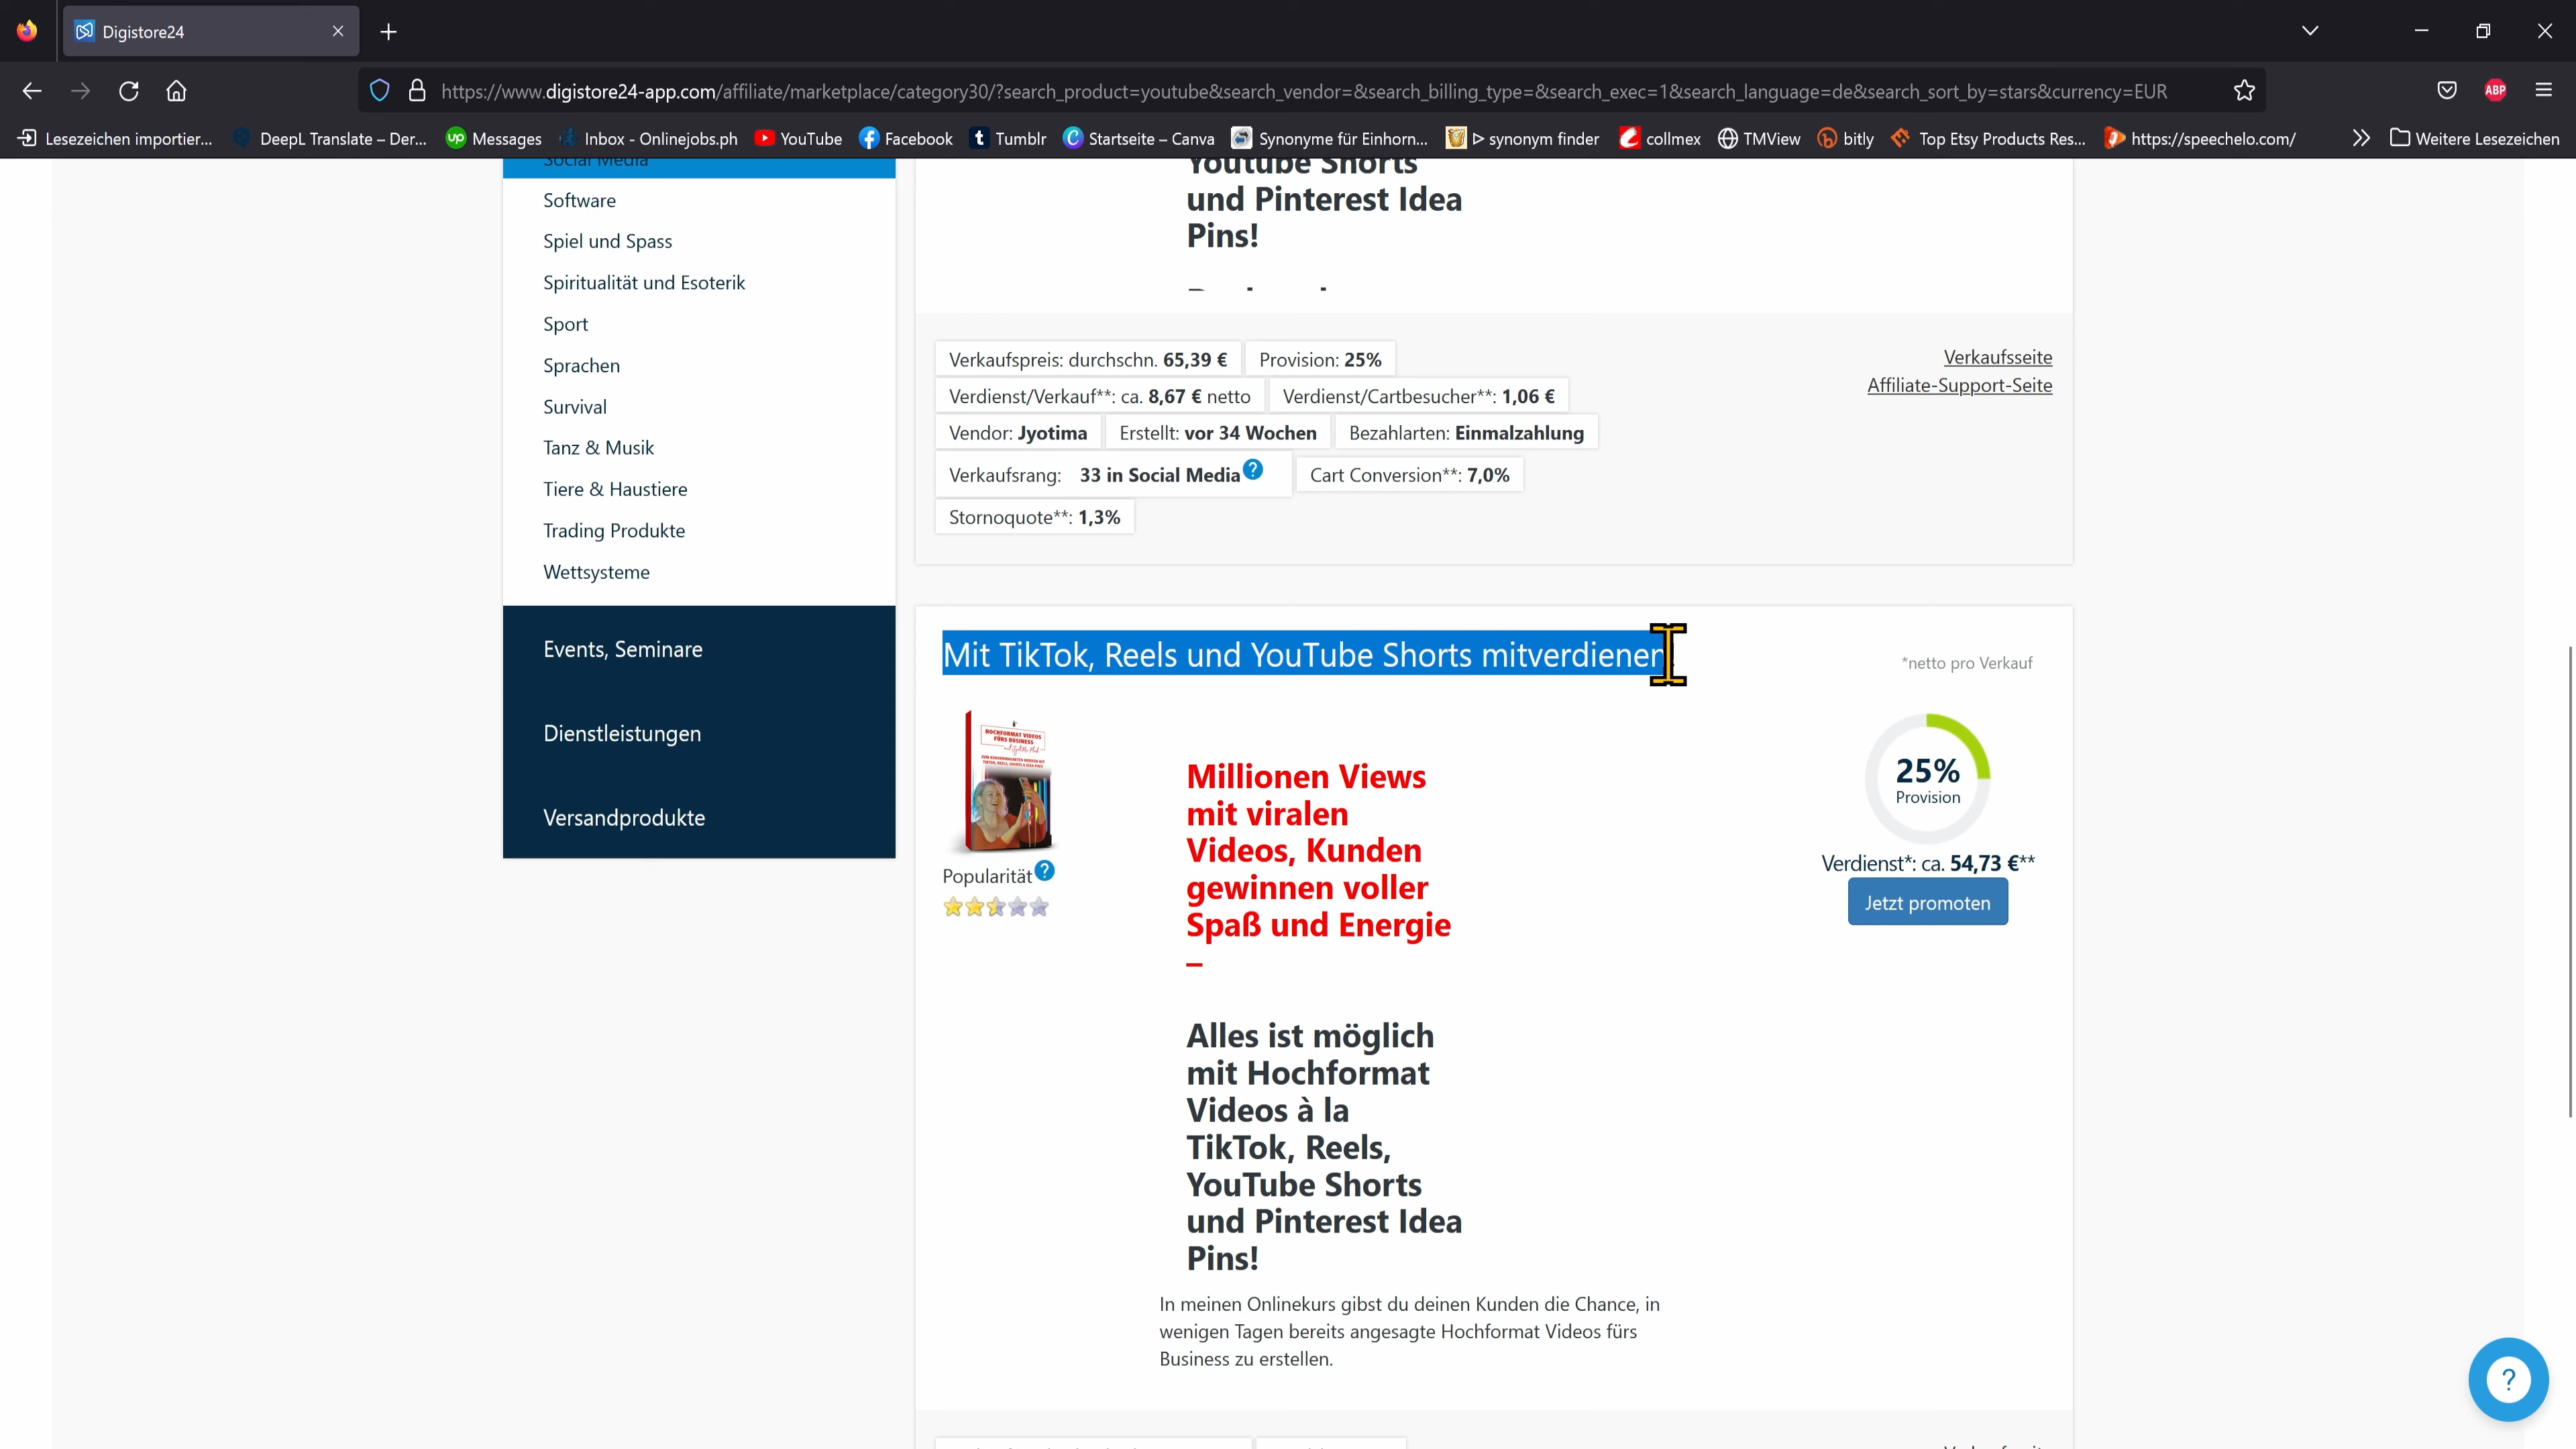 Digistore24
https://www.digistore24-app.com/affiliate/marketplace/category30/?search_product=youtube&search_vendor=&search_billing_type=&search_exec=1&search_language=de&search_sort_by=stars&currency=EUR
ABP
Lesezeichen importier... DeepL Translate – Der... Messages Inbox - Onlinejobs.ph YouTube Facebook Tumblr Startseite – Canva Synonyme für Einhorn... ᐅ synonym finder collmex TMView bitly Top Etsy Products Res... https://speechelo.com/ Weitere Lesezeichen
Social Media
Software
Spiel und Spass
Spiritualität und Esoterik
Sport
Sprachen
Survival
Tanz & Musik
Tiere & Haustiere
Trading Produkte
Wettsysteme
Events, Seminare
Dienstleistungen
Versandprodukte
YouTube Shorts
und Pinterest Idea
Pins!
Verkaufspreis: durchschn. 65,39 € Provision: 25%
Verdienst/Verkauf**: ca. 8,67 € netto Verdienst/Cartbesucher**: 1,06 €
Vendor: Jyotima Erstellt: vor 34 Wochen Bezahlarten: Einmalzahlung
Verkaufsrang: 33 in Social Media ? Cart Conversion**: 7,0%
Stornoquote**: 1,3%
Verkaufsseite
Affiliate-Support-Seite
Mit TikTok, Reels und YouTube Shorts mitverdienen
*netto pro Verkauf
HOCHFORMAT VIDEOS
FÜRS BUSINESS
Popularität ?
Millionen Views
mit viralen
Videos, Kunden
gewinnen voller
Spaß und Energie
–
Alles ist möglich
mit Hochformat
Videos à la
TikTok, Reels,
YouTube Shorts
und Pinterest Idea
Pins!
In meinen Onlinekurs gibst du deinen Kunden die Chance, in
wenigen Tagen bereits angesagte Hochformat Videos fürs
Business zu erstellen.
25%
Provision
Verdienst*: ca. 54,73 €**
Jetzt promoten
?